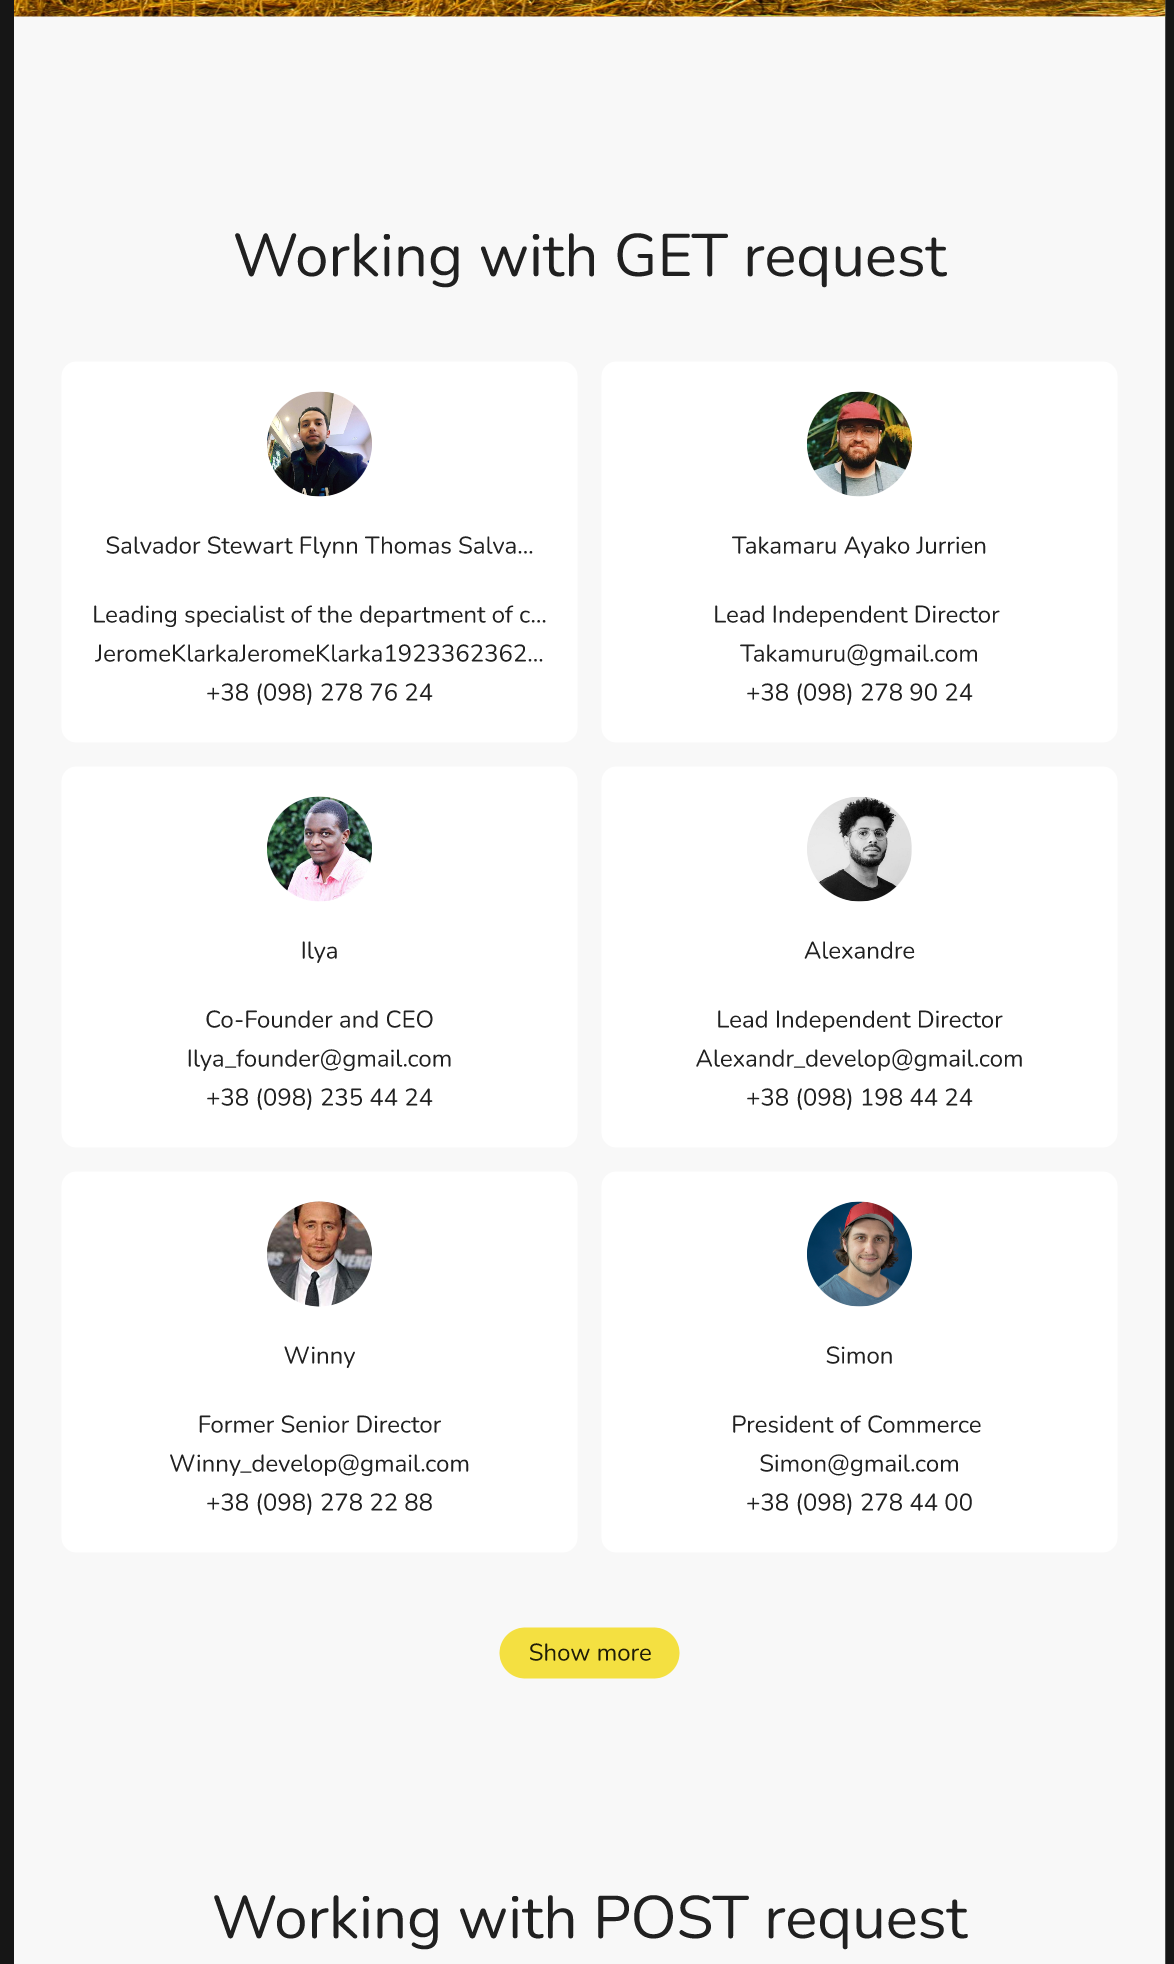 Working with GET request
Salvador Stewart Flynn Thomas Salva...
Leading specialist of the department of c...
JeromeKlarkaJeromeKlarka1923362362...
+38 (098) 278 76 24
Takamaru Ayako Jurrien
Lead Independent Director
Takamuru@gmail.com
+38 (098) 278 90 24
Ilya
Co-Founder and CEO
Ilya_founder@gmail.com
+38 (098) 235 44 24
Alexandre
Lead Independent Director
Alexandr_develop@gmail.com
+38 (098) 198 44 24
Winny
Former Senior Director
Winny_develop@gmail.com
+38 (098) 278 22 88
Simon
President of Commerce
Simon@gmail.com
+38 (098) 278 44 00
Show more
Working with POST request